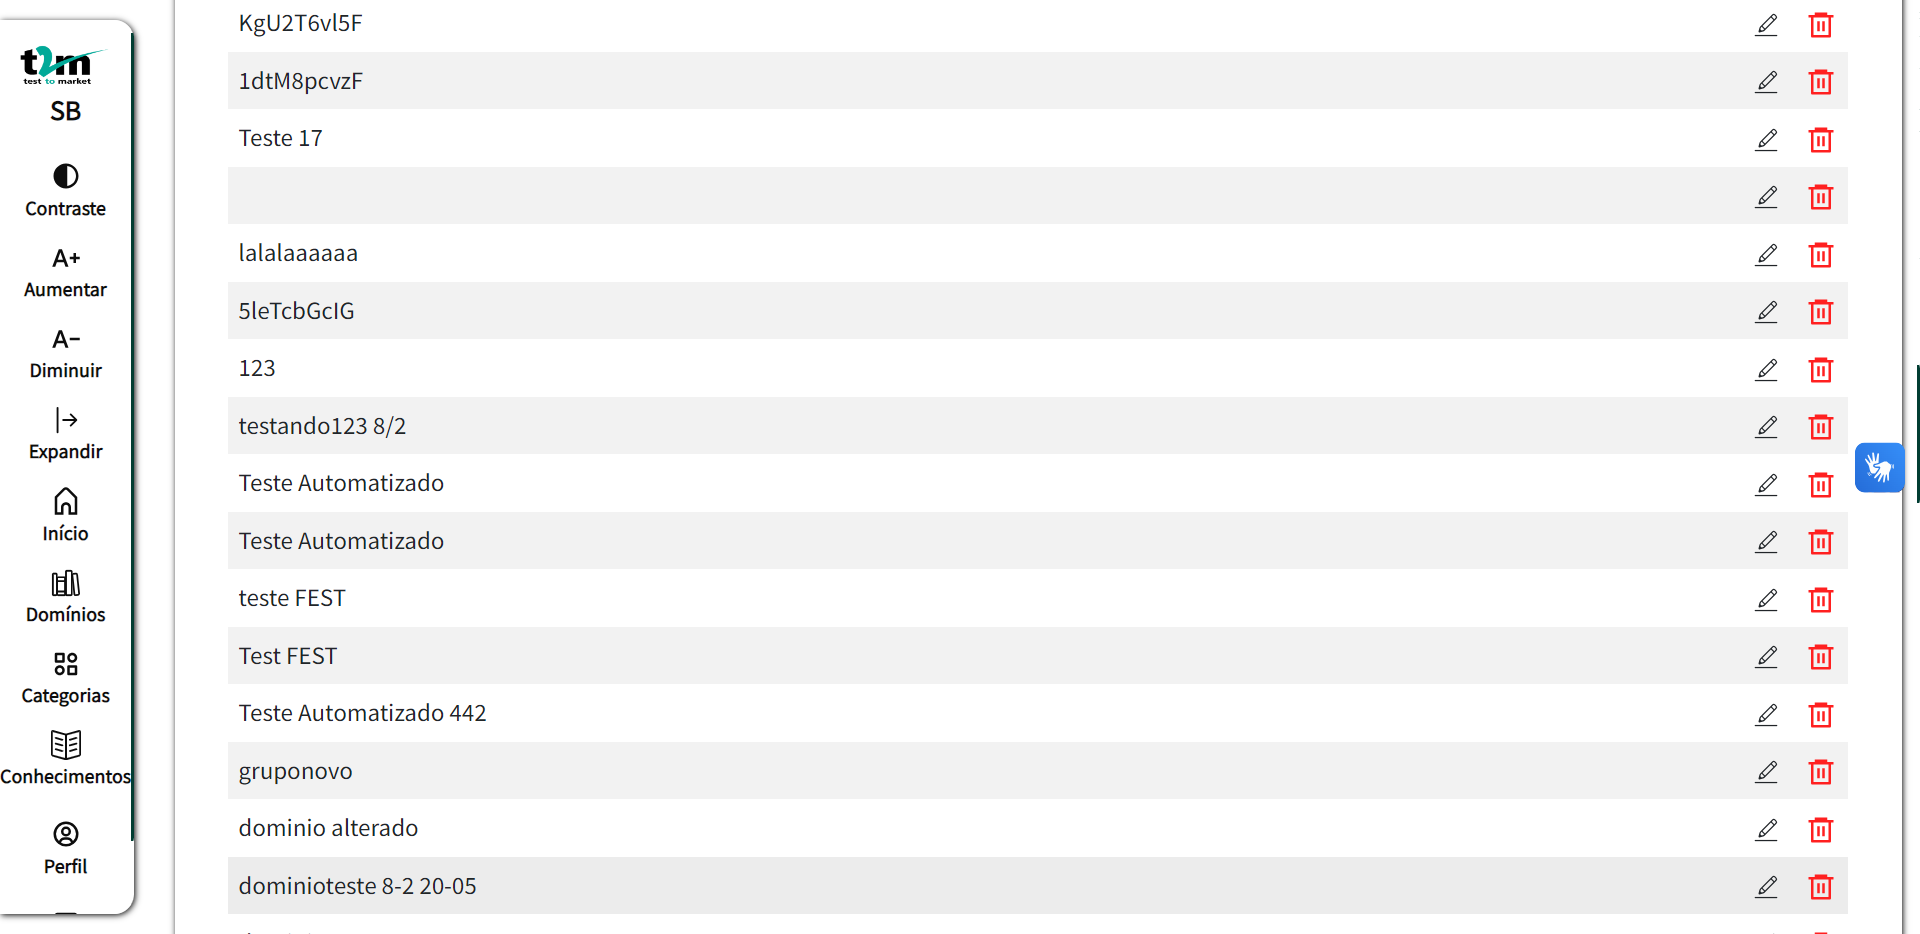 t2m
test to market
SB
Contraste
A+
Aumentar
A-
Diminuir
Expandir
Início
Domínios
Categorias
Conhecimentos
Perfil
KgU2T6vl5F
1dtM8pcvzF
Teste 17
lalalaaaaaa
5leTcbGcIG
123
testando123 8/2
Teste Automatizado
Teste Automatizado
teste FEST
Test FEST
Teste Automatizado 442
gruponovo
dominio alterado
dominioteste 8-2 20-05